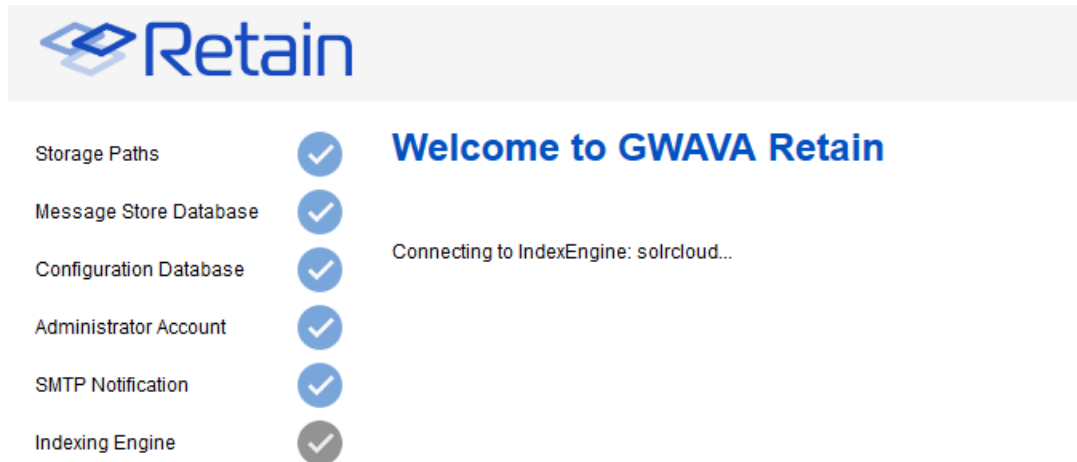 Retain
Storage Paths
Message Store Database
Configuration Database
Administrator Account
SMTP Notification
Indexing Engine
Welcome to GWAVA Retain
Connecting to IndexEngine: solrcloud...